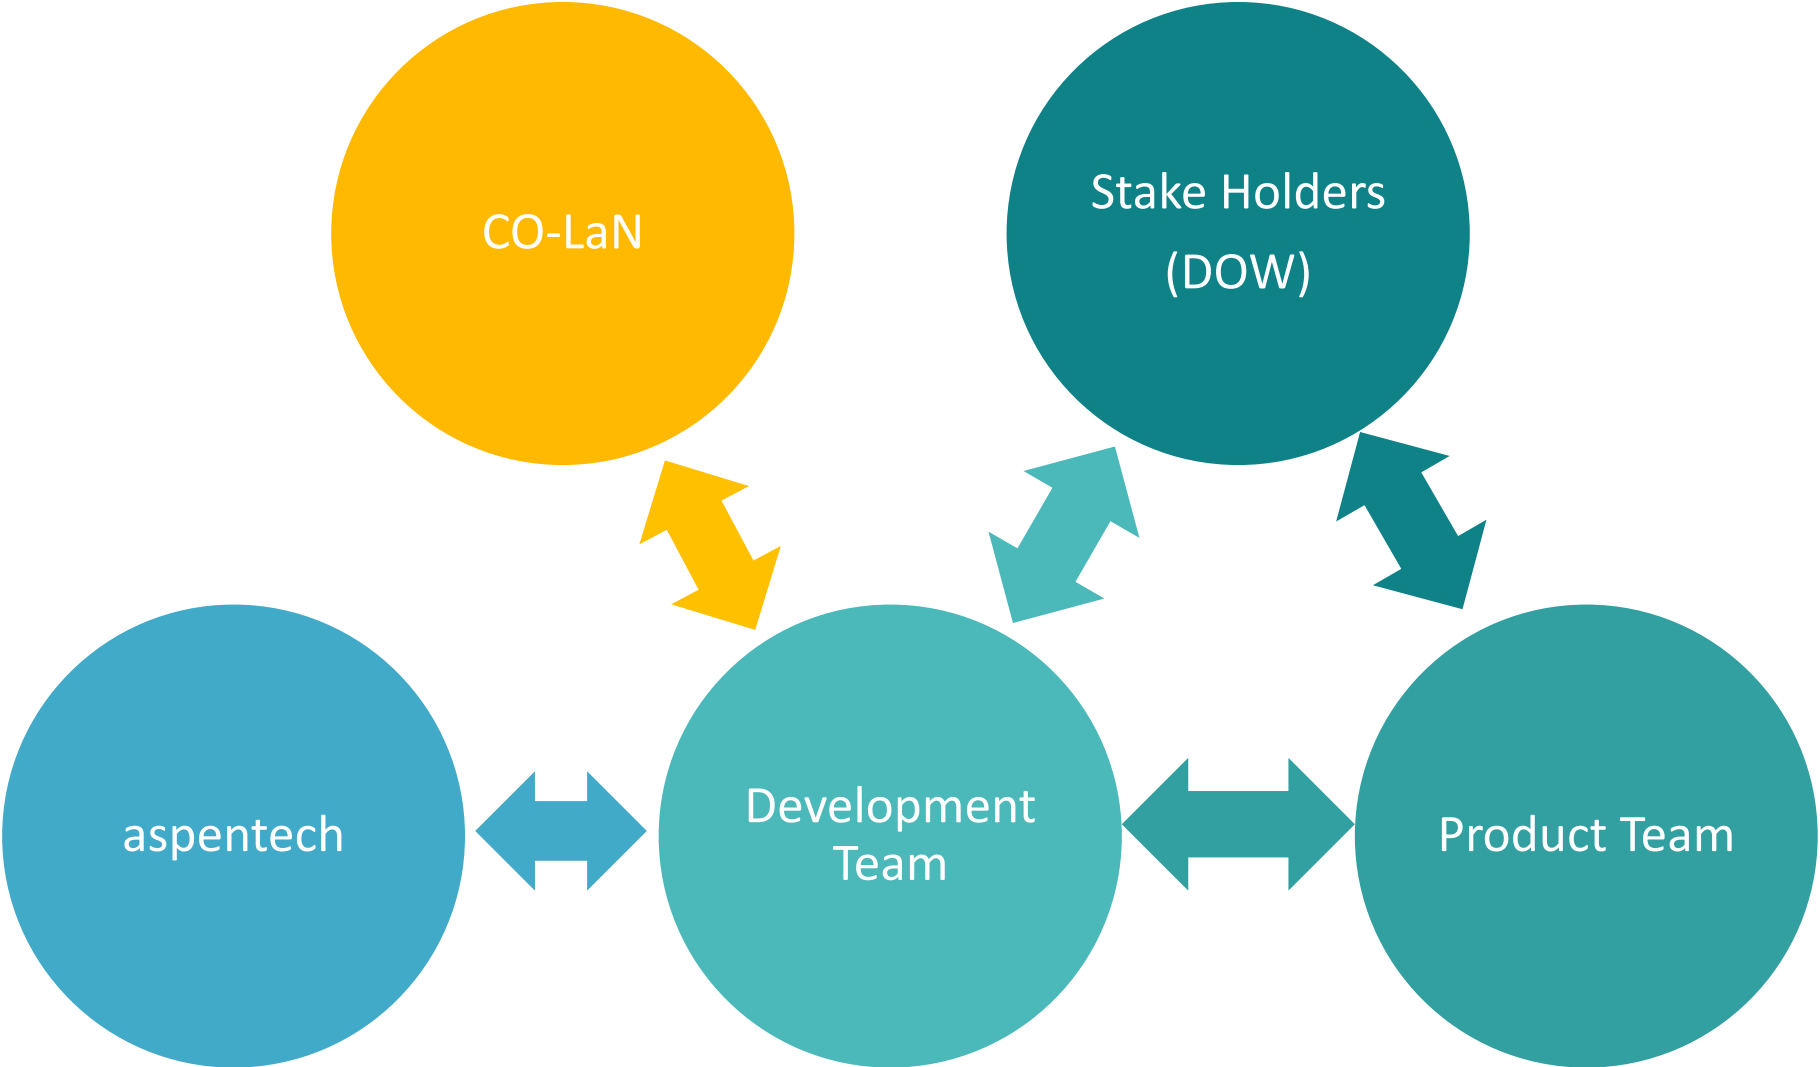 CO-LaN
Stake Holders
(DOW)
aspentech
Development
Team
Product Team